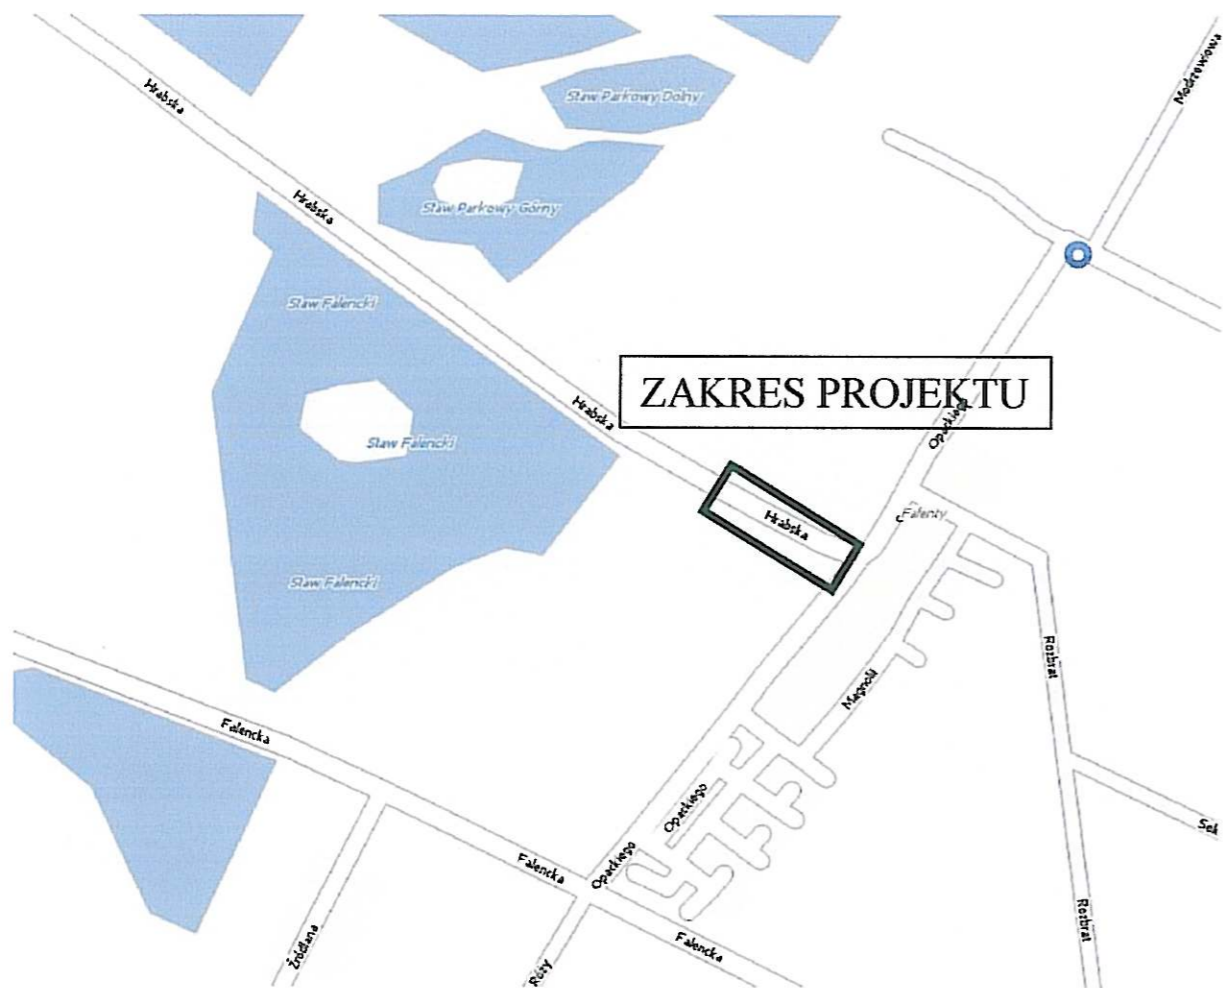 Modrzewiowa
Hrabska
Staw Parkowy Dolny
Hrabska
Staw Parkowy Górny
Staw Falencki
ZAKRES PROJEKTU
Hrabska
Opackiego
Staw Falencki
Hrabska
Falenty
Staw Falencki
Rozbrat
Magnolii
Falencka
Opackiego
Sok
Falencka
Opackiego
Rozbrat
Źródlana
Falencka
Róży